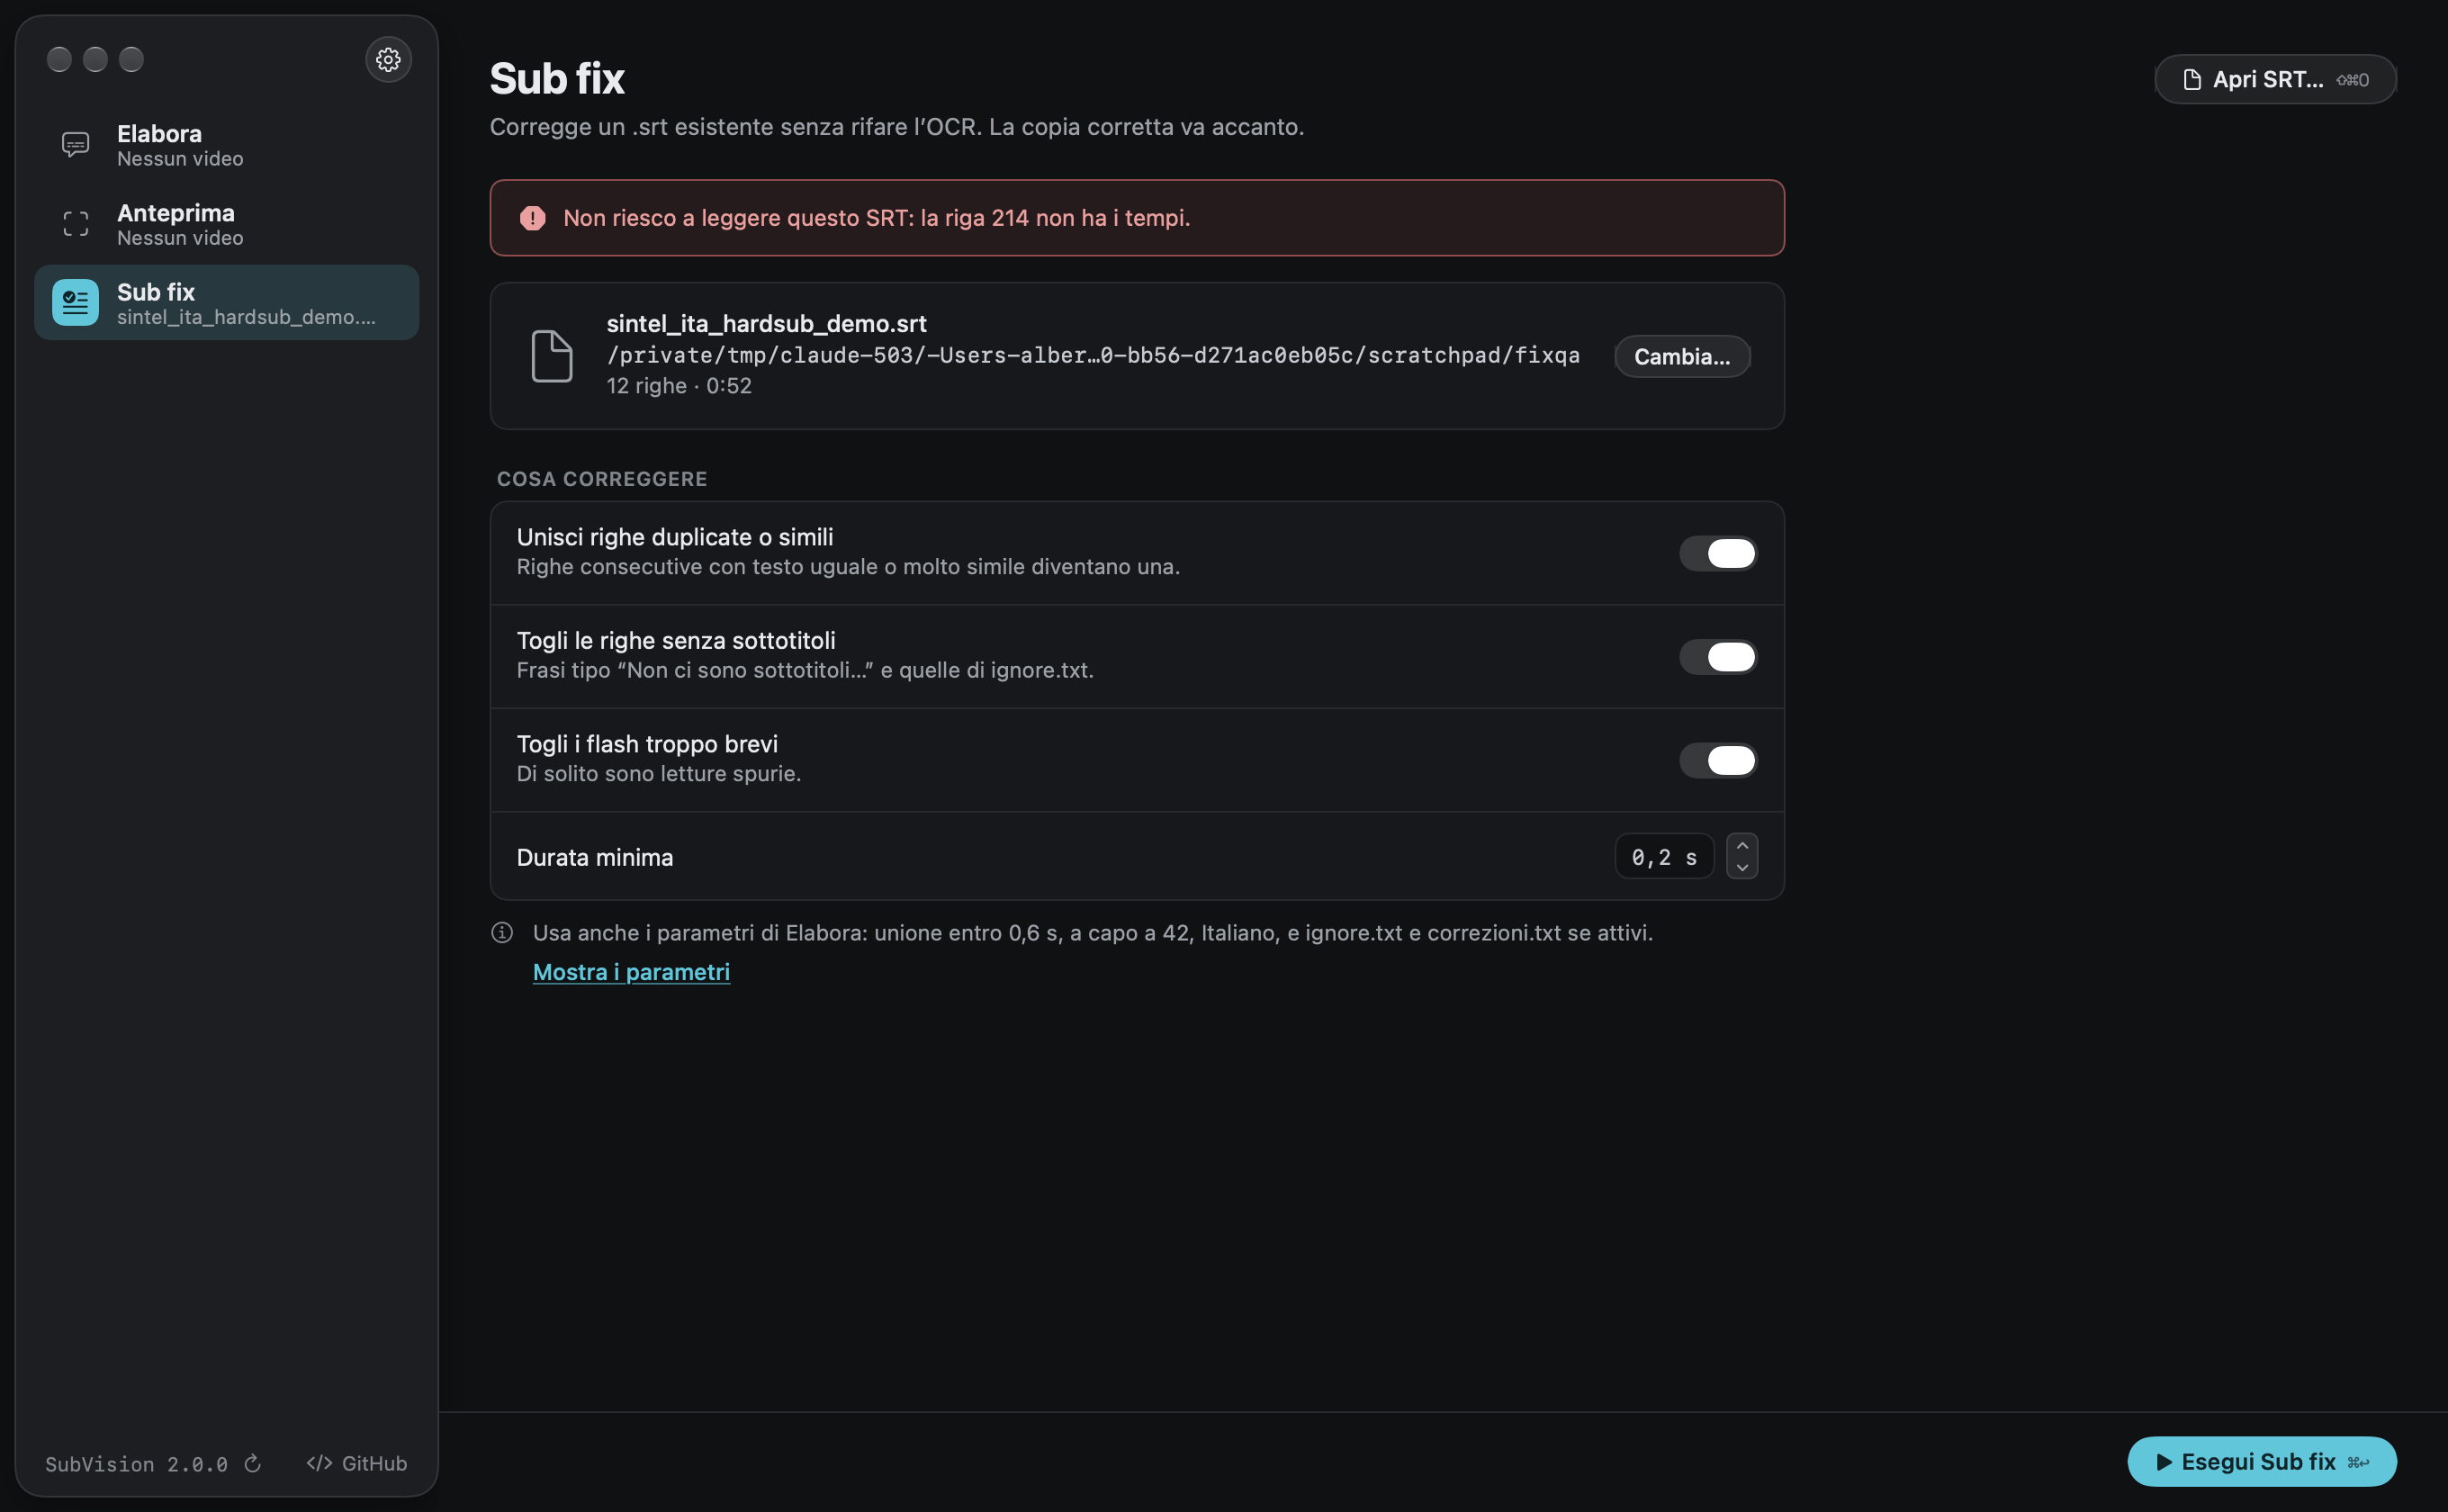 Elabora
Nessun video
Anteprima
Nessun video
Sub fix
sintel_ita_hardsub_demo....
SubVision 2.0.0
</> GitHub
Sub fix
Corregge un .srt esistente senza rifare l’OCR. La copia corretta va accanto.
Apri SRT... ⇧⌘O
Non riesco a leggere questo SRT: la riga 214 non ha i tempi.
sintel_ita_hardsub_demo.srt
/private/tmp/claude-503/-Users-alber…0-bb56-d271ac0eb05c/scratchpad/fixqa
12 righe · 0:52
Cambia...
COSA CORREGGERE
Unisci righe duplicate o simili
Righe consecutive con testo uguale o molto simile diventano una.
Togli le righe senza sottotitoli
Frasi tipo “Non ci sono sottotitoli...” e quelle di ignore.txt.
Togli i flash troppo brevi
Di solito sono letture spurie.
Durata minima
0,2 s
Usa anche i parametri di Elabora: unione entro 0,6 s, a capo a 42, Italiano, e ignore.txt e correzioni.txt se attivi.
Mostra i parametri
Esegui Sub fix ⌘↩